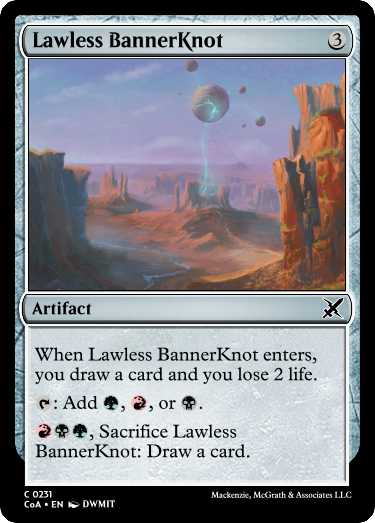 Lawless BannerKnot 3
Artifact
When Lawless BannerKnot enters,
you draw a card and you lose 2 life.
: Add , , or .
, Sacrifice Lawless
BannerKnot: Draw a card.
C 0231
CoA • EN DWMIT
Mackenzie, McGrath & Associates LLC